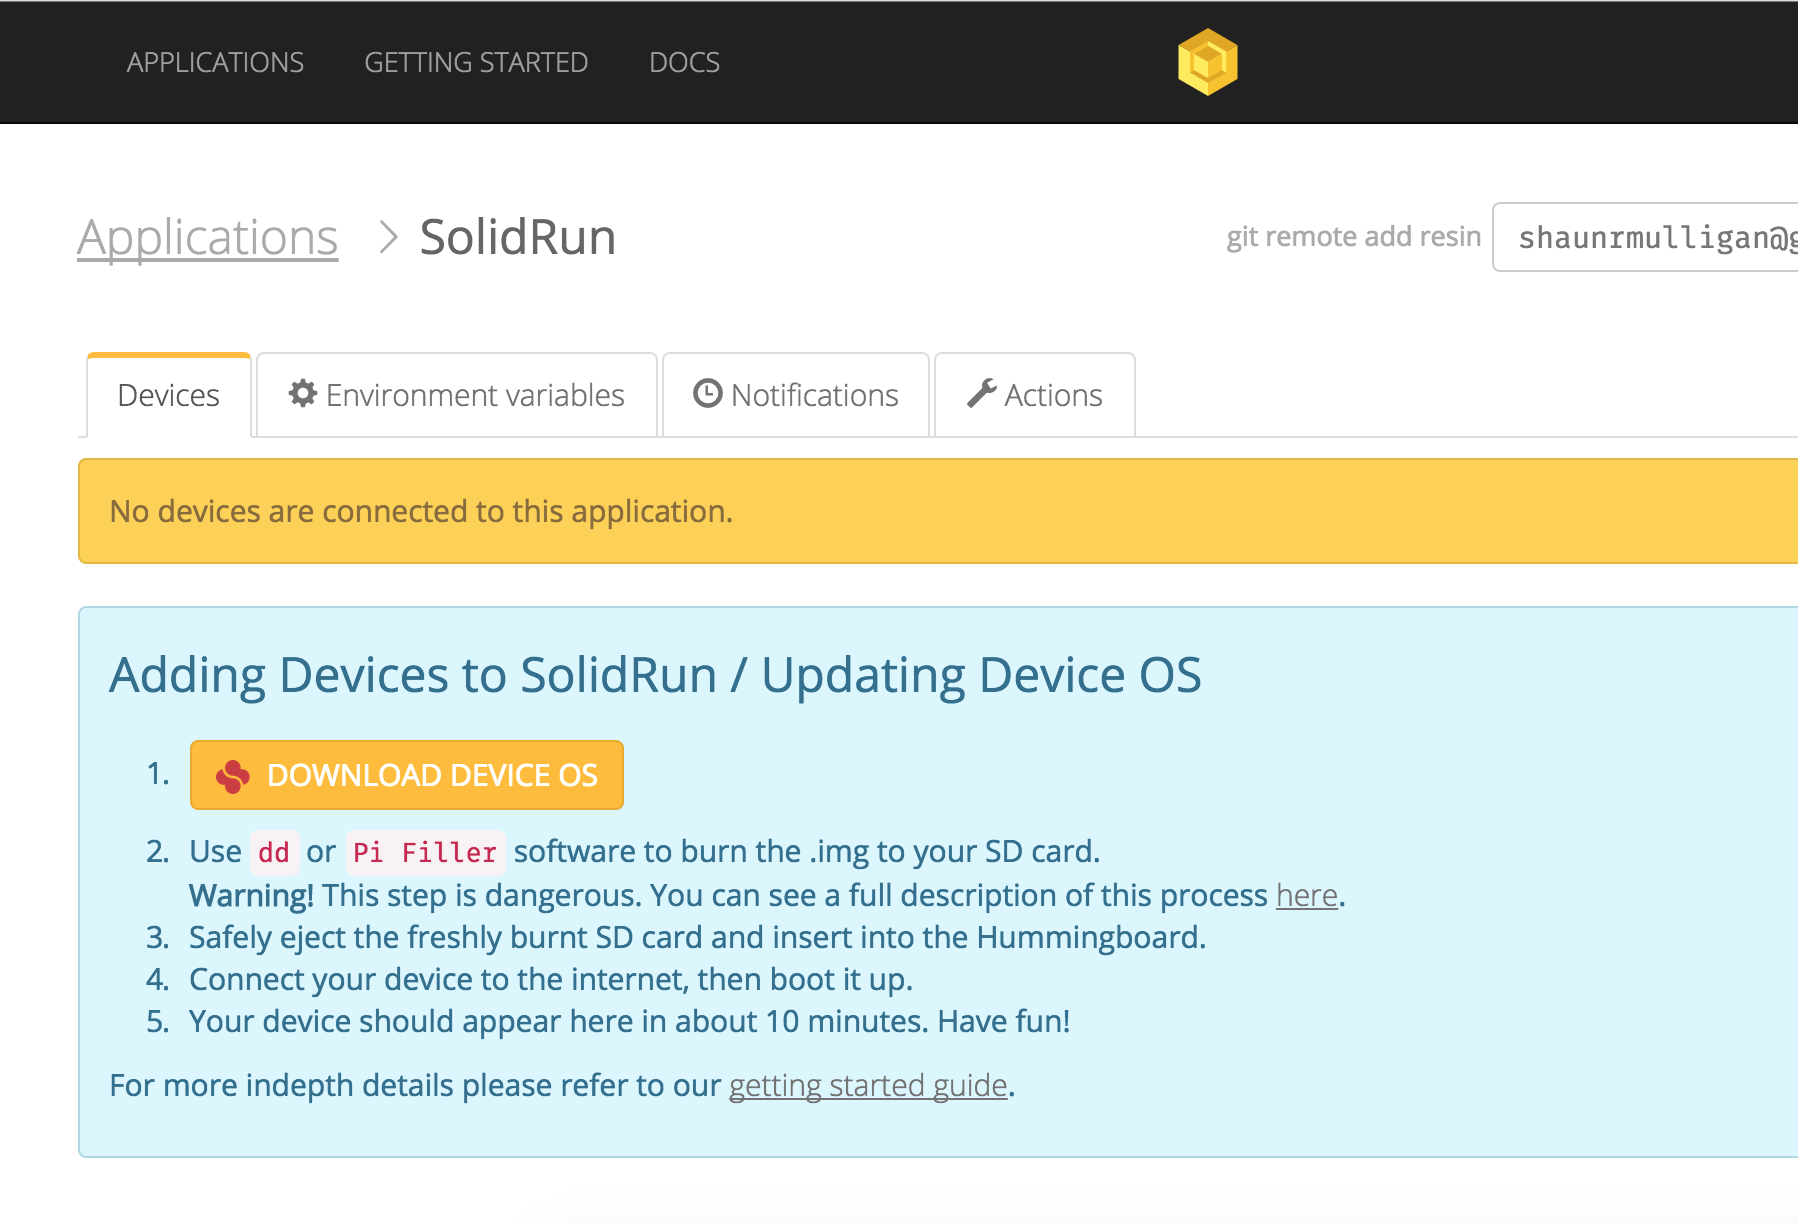 APPLICATIONS GETTING STARTED DOCS
Applications > SolidRun git remote add resin shaunrmulligan@g
Devices Environment variables Notifications Actions
No devices are connected to this application.
Adding Devices to SolidRun / Updating Device OS
1. DOWNLOAD DEVICE OS
2. Use dd or Pi Filler software to burn the .img to your SD card.
Warning! This step is dangerous. You can see a full description of this process here.
3. Safely eject the freshly burnt SD card and insert into the Hummingboard.
4. Connect your device to the internet, then boot it up.
5. Your device should appear here in about 10 minutes. Have fun!
For more indepth details please refer to our getting started guide.